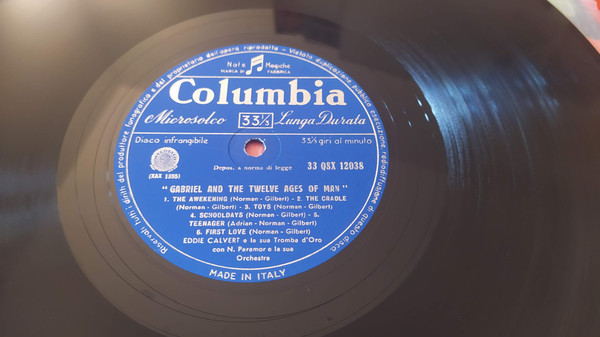 Riservati tutti i diritti del produttore fonografico e del proprietario dell'opera riprodotta - Vietata duplicazione pubblica esecuzione radiodiffusione di questo disco
Note Magiche
MARCA DI FABBRICA
Columbia
Microsolco 33⅓ Lunga Durata
Disco infrangibile 33⅓ giri al minuto
Depos. a norma di legge 33 QSX 12038
(XAX 1355)
"GABRIEL AND THE TWELVE AGES OF MAN"
1. THE AWEKENING (Norman - Gilbert) - 2. THE CRADLE
(Norman - Gilbert) - 3. TOYS (Norman - Gilbert)
4. SCHOOLDAYS (Norman - Gilbert) - 5.
TEENAGER (Adrian - Norman - Gilbert)
6. FIRST LOVE (Norman - Gilbert)
EDDIE CALVERT e la sua Tromba d'Oro
con N. Paramor e la sua
Orchestra
MADE IN ITALY